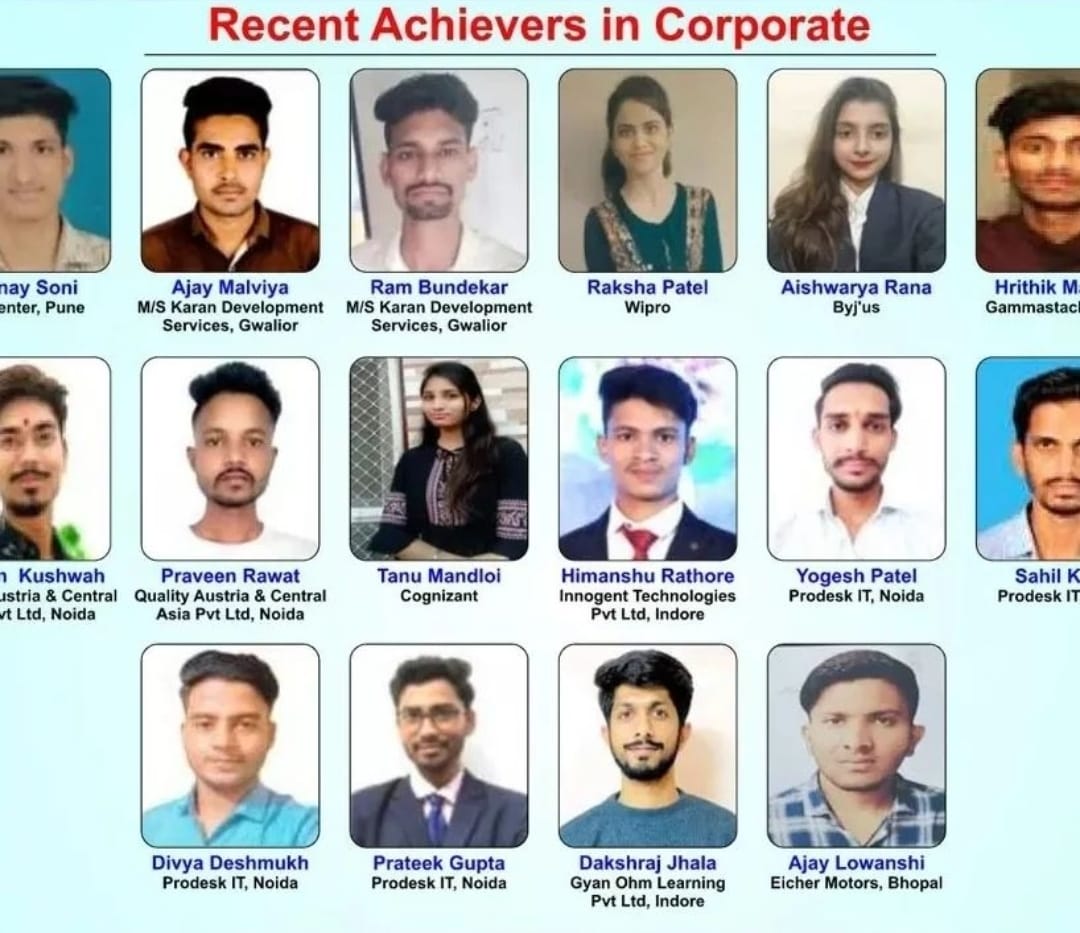 Recent Achievers in Corporate
nay Soni
enter, Pune
Ajay Malviya
M/S Karan Development
Services, Gwalior
Ram Bundekar
M/S Karan Development
Services, Gwalior
Raksha Patel
Wipro
Aishwarya Rana
Byj'us
Hrithik Ma
Gammastack
Kushwah
ustria & Central
vt Ltd, Noida
Praveen Rawat
Quality Austria & Central
Asia Pvt Ltd, Noida
Tanu Mandloi
Cognizant
Himanshu Rathore
Innogent Technologies
Pvt Ltd, Indore
Yogesh Patel
Prodesk IT, Noida
Sahil K
Prodesk IT
Divya Deshmukh
Prodesk IT, Noida
Prateek Gupta
Prodesk IT, Noida
Dakshraj Jhala
Gyan Ohm Learning
Pvt Ltd, Indore
Ajay Lowanshi
Eicher Motors, Bhopal